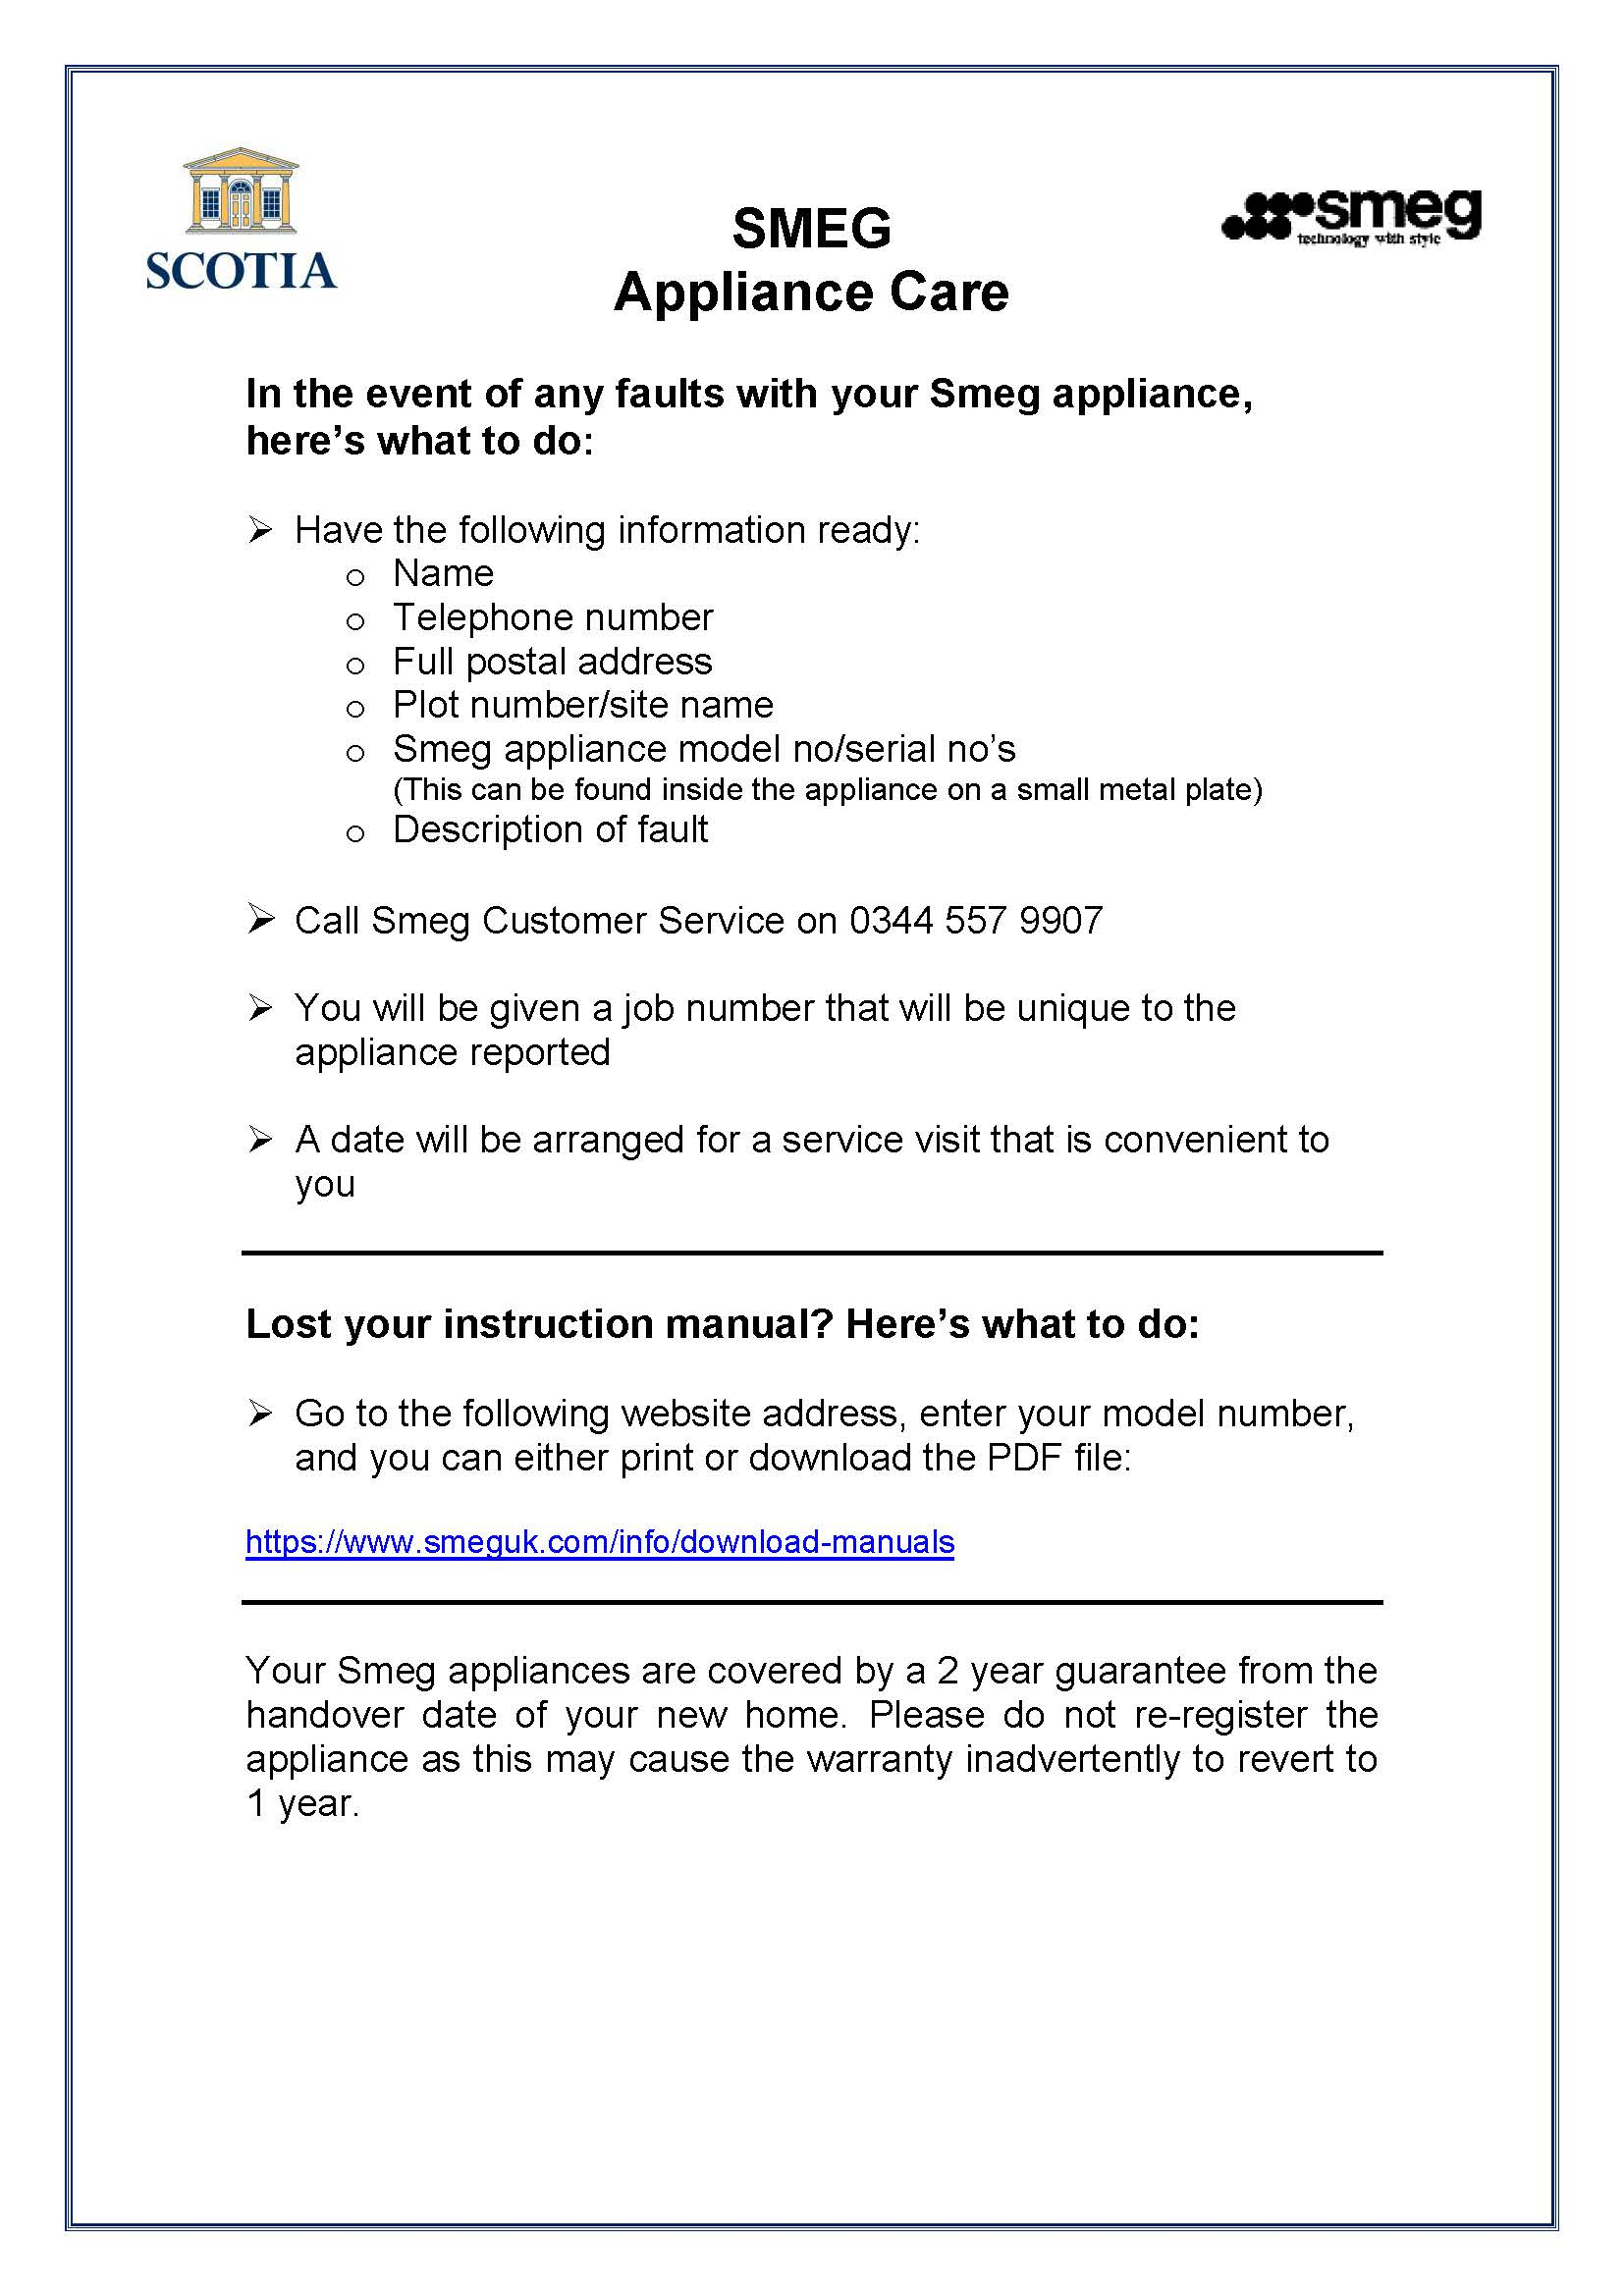 SCOTIA
smeg
technology with style
SMEG
Appliance Care
In the event of any faults with your Smeg appliance,
here’s what to do:
➢ Have the following information ready:
o Name
o Telephone number
o Full postal address
o Plot number/site name
o Smeg appliance model no/serial no’s
(This can be found inside the appliance on a small metal plate)
o Description of fault
➢ Call Smeg Customer Service on 0344 557 9907
➢ You will be given a job number that will be unique to the
appliance reported
➢ A date will be arranged for a service visit that is convenient to
you
Lost your instruction manual? Here’s what to do:
➢ Go to the following website address, enter your model number,
and you can either print or download the PDF file:
https://www.smeguk.com/info/download-manuals
Your Smeg appliances are covered by a 2 year guarantee from the
handover date of your new home. Please do not re-register the
appliance as this may cause the warranty inadvertently to revert to
1 year.